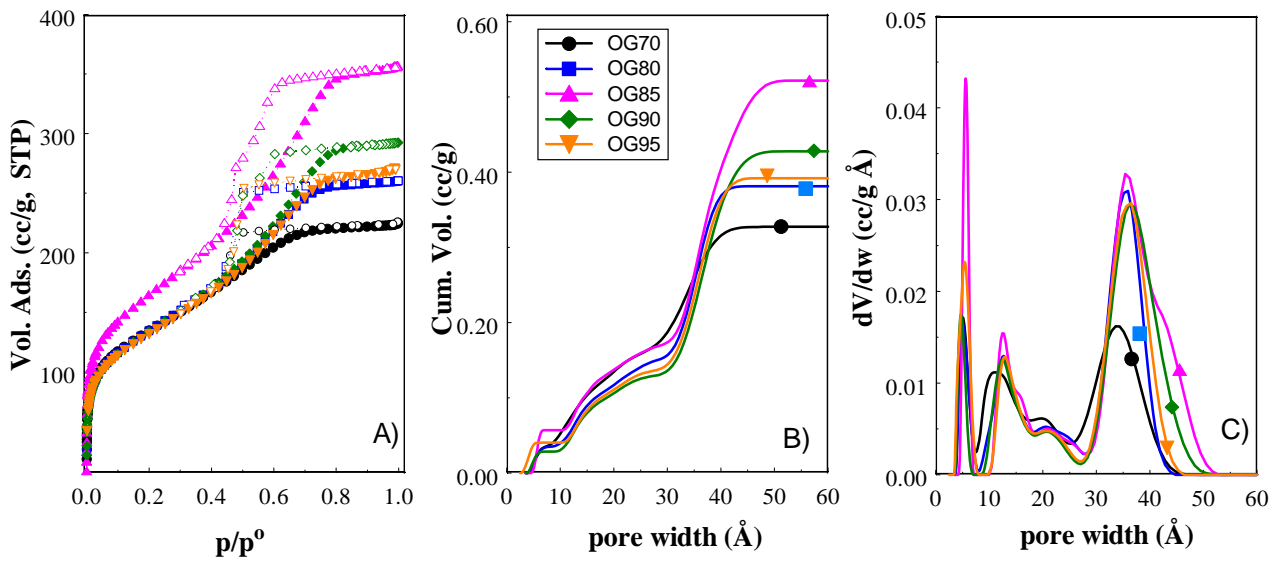 400
300
200
100
Vol. Ads. (cc/g, STP)
0.0 0.2 0.4 0.6 0.8 1.0
p/pᵒ
A)
0.60
0.40
0.20
0.00
Cum. Vol. (cc/g)
OG70
OG80
OG85
OG90
OG95
0 10 20 30 40 50 60
pore width (Å)
B)
0.05
0.04
0.03
0.02
0.01
0.00
dV/dw (cc/g Å)
0 10 20 30 40 50 60
pore width (Å)
C)